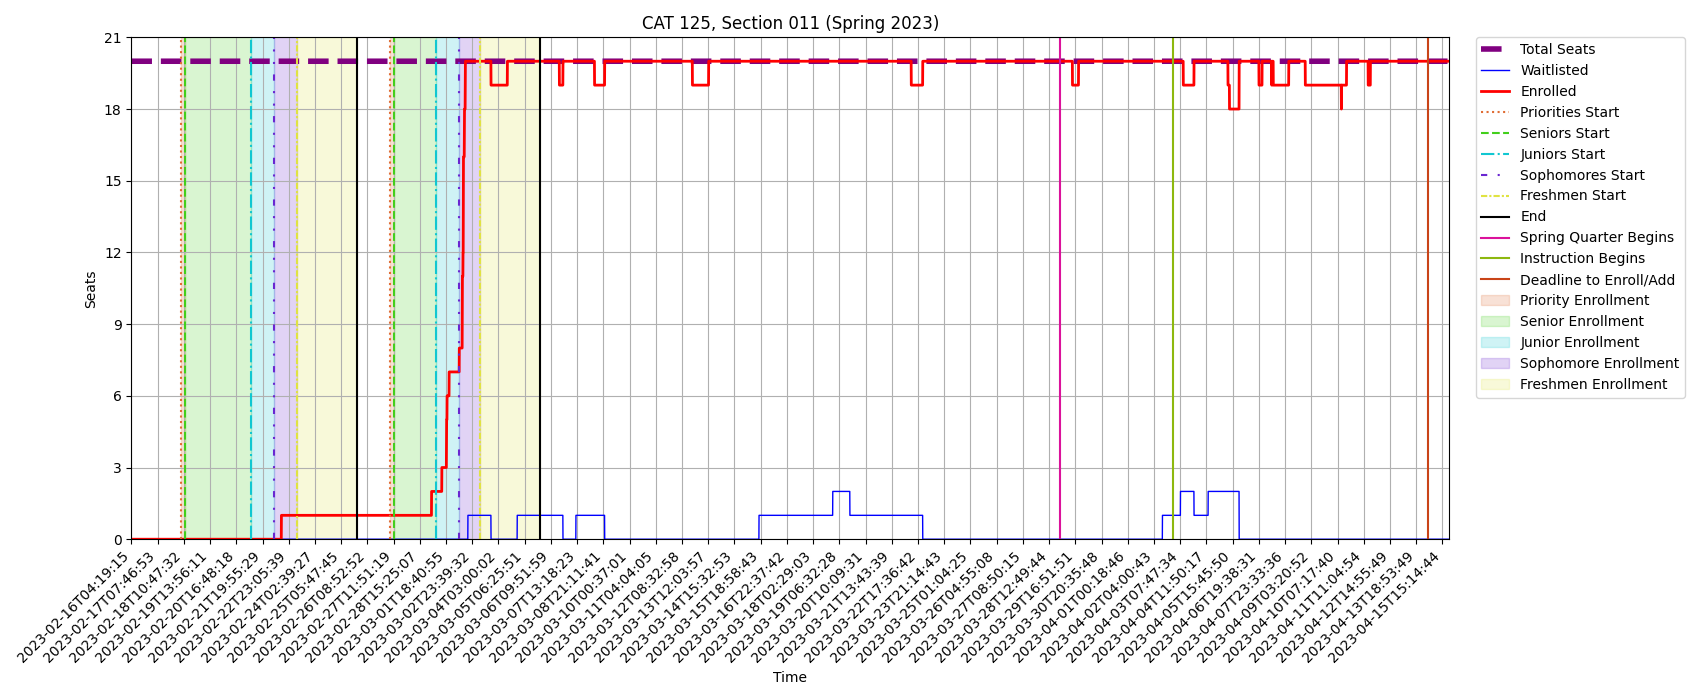 CAT 125, Section 011 (Spring 2023)
21
18
15
12
9
6
3
0
Seats
2023-02-16T04:19:15
2023-02-17T07:46:53
2023-02-18T10:47:32
2023-02-19T13:56:11
2023-02-20T16:48:18
2023-02-21T19:55:29
2023-02-22T23:05:39
2023-02-24T02:39:27
2023-02-25T05:47:45
2023-02-26T08:52:52
2023-02-27T11:51:19
2023-02-28T15:25:07
2023-03-01T18:40:55
2023-03-02T23:39:32
2023-03-04T03:00:02
2023-03-05T06:25:51
2023-03-06T09:51:59
2023-03-07T13:18:23
2023-03-08T21:11:41
2023-03-10T00:37:01
2023-03-11T04:04:05
2023-03-12T08:32:58
2023-03-13T12:03:57
2023-03-14T15:32:53
2023-03-15T18:58:43
2023-03-16T22:37:42
2023-03-18T02:29:03
2023-03-19T06:32:28
2023-03-20T10:09:31
2023-03-21T13:43:39
2023-03-22T17:36:42
2023-03-23T21:14:43
2023-03-25T01:04:25
2023-03-26T04:55:08
2023-03-27T08:50:15
2023-03-28T12:49:44
2023-03-29T16:51:51
2023-03-30T20:35:48
2023-04-01T00:18:46
2023-04-02T04:00:43
2023-04-03T07:47:34
2023-04-04T11:50:17
2023-04-05T15:45:50
2023-04-06T19:38:31
2023-04-07T23:33:36
2023-04-09T03:20:52
2023-04-10T07:17:40
2023-04-11T11:04:54
2023-04-12T14:55:49
2023-04-13T18:53:49
2023-04-15T15:14:44
Time
Total Seats
Waitlisted
Enrolled
Priorities Start
Seniors Start
Juniors Start
Sophomores Start
Freshmen Start
End
Spring Quarter Begins
Instruction Begins
Deadline to Enroll/Add
Priority Enrollment
Senior Enrollment
Junior Enrollment
Sophomore Enrollment
Freshmen Enrollment